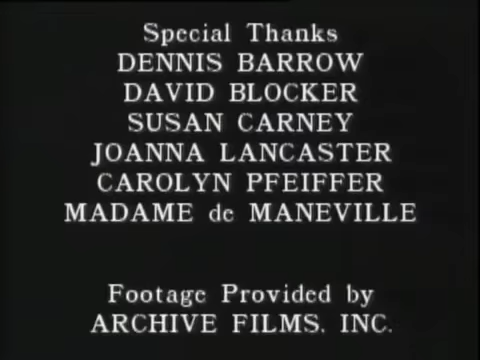 Special Thanks
DENNIS BARROW
DAVID BLOCKER
SUSAN CARNEY
JOANNA LANCASTER
CAROLYN PFEIFFER
MADAME de MANEVILLE
Footage Provided by
ARCHIVE FILMS, INC.